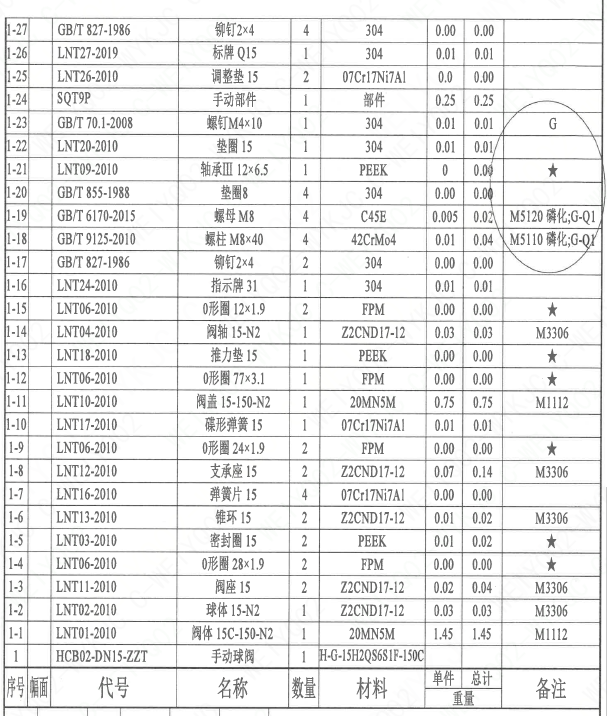 1-27 GB/T 827-1986 铆钉2×4 4 304 0.00 0.00
1-26 LNT27-2019 标牌 Q15 1 304 0.01 0.01
1-25 LNT26-2010 调整垫 15 2 07Cr17Ni7Al 0.0 0.00
1-24 SQT9P 手动部件 1 部件 0.25 0.25
1-23 GB/T 70.1-2008 螺钉M4×10 1 304 0.01 0.01 G
1-22 LNT20-2010 垫圈 15 1 304 0.01 0.01
1-21 LNT09-2010 轴承Ⅲ 12×6.5 1 PEEK 0 0.00 ★
1-20 GB/T 855-1988 垫圈8 4 304 0.00 0.00
1-19 GB/T 6170-2015 螺母 M8 4 C45E 0.005 0.02 M5120 磷化;G-Q1
1-18 GB/T 9125-2010 螺柱 M8×40 4 42CrMo4 0.01 0.04 M5110 磷化;G-Q1
1-17 GB/T 827-1986 铆钉2×4 2 304 0.00 0.00
1-16 LNT24-2010 指示牌 31 1 304 0.01 0.01
1-15 LNT06-2010 O形圈 12×1.9 2 FPM 0.00 0.00 ★
1-14 LNT04-2010 阀轴 15-N2 1 Z2CND17-12 0.03 0.03 M3306
1-13 LNT18-2010 推力垫 15 1 PEEK 0.00 0.00 ★
1-12 LNT06-2010 O形圈 77×3.1 1 FPM 0.00 0.00 ★
1-11 LNT10-2010 阀盖 15-150-N2 1 20MN5M 0.75 0.75 M1112
1-10 LNT17-2010 碟形弹簧 15 1 07Cr17Ni7Al 0.01 0.01
1-9 LNT06-2010 O形圈 24×1.9 2 FPM 0.00 0.00 ★
1-8 LNT12-2010 支承座 15 2 Z2CND17-12 0.07 0.14 M3306
1-7 LNT16-2010 弹簧片 15 4 07Cr17Ni7Al 0.00 0.00
1-6 LNT13-2010 锥环 15 2 Z2CND17-12 0.01 0.02 M3306
1-5 LNT03-2010 密封圈 15 2 PEEK 0.01 0.02 ★
1-4 LNT06-2010 O形圈 28×1.9 2 FPM 0.00 0.00 ★
1-3 LNT11-2010 阀座 15 2 Z2CND17-12 0.02 0.04 M3306
1-2 LNT02-2010 球体 15-N2 1 Z2CND17-12 0.03 0.03 M3306
1-1 LNT01-2010 阀体 15C-150-N2 1 20MN5M 1.45 1.45 M1112
1 HCB02-DN15-ZZT 手动球阀 1 H-G-15H2QS6S1F-150C
序号 幅面 代号 名称 数量 材料 单件 总计 备注
重量